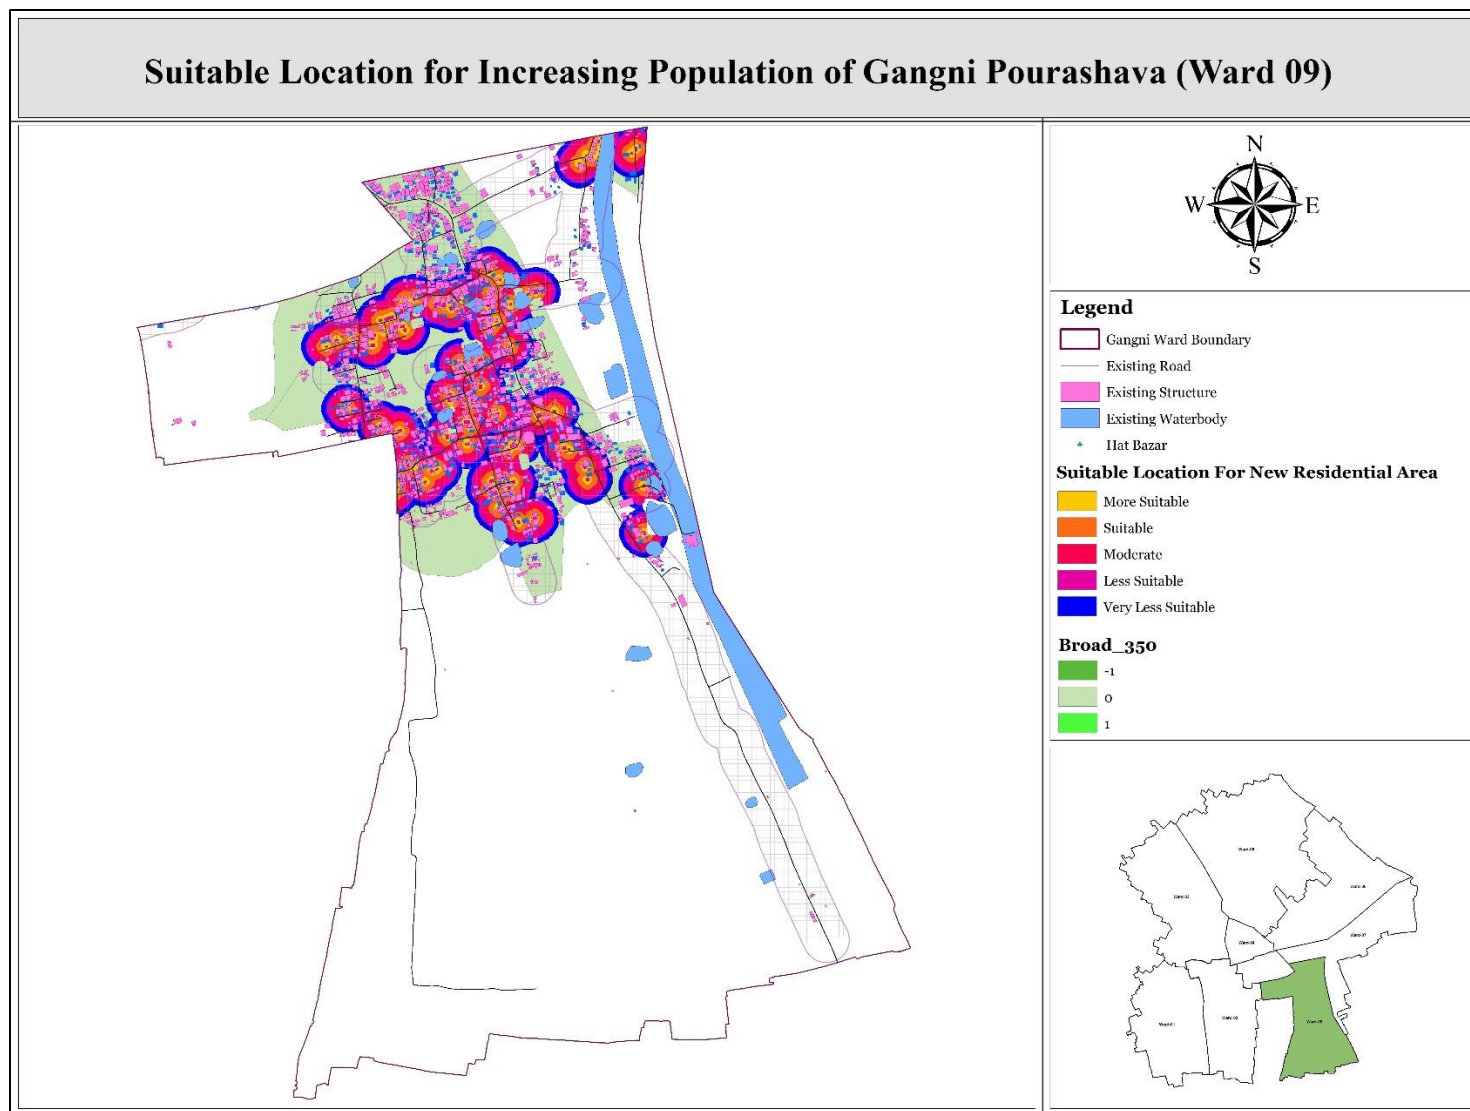 Suitable Location for Increasing Population of Gangni Pourashava (Ward 09)
N
W
E
S
Legend
Gangni Ward Boundary
Existing Road
Existing Structure
Existing Waterbody
Hat Bazar
Suitable Location For New Residential Area
More Suitable
Suitable
Moderate
Less Suitable
Very Less Suitable
Broad_350
-1
0
1